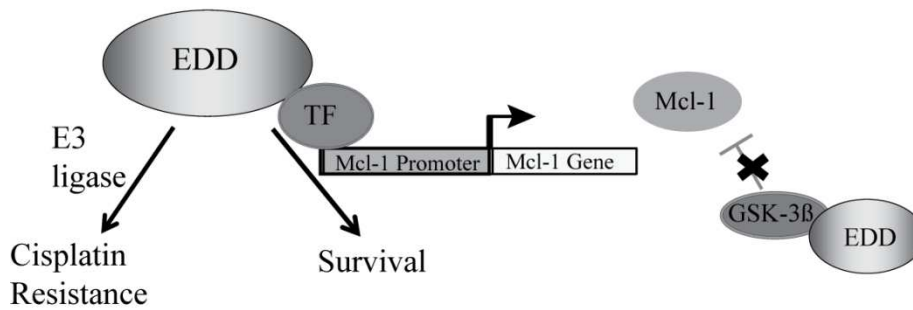 EDD
TF
Mcl-1 Promoter
Mcl-1 Gene
E3
ligase
Cisplatin
Resistance
Survival
Mcl-1
GSK-3ß
EDD